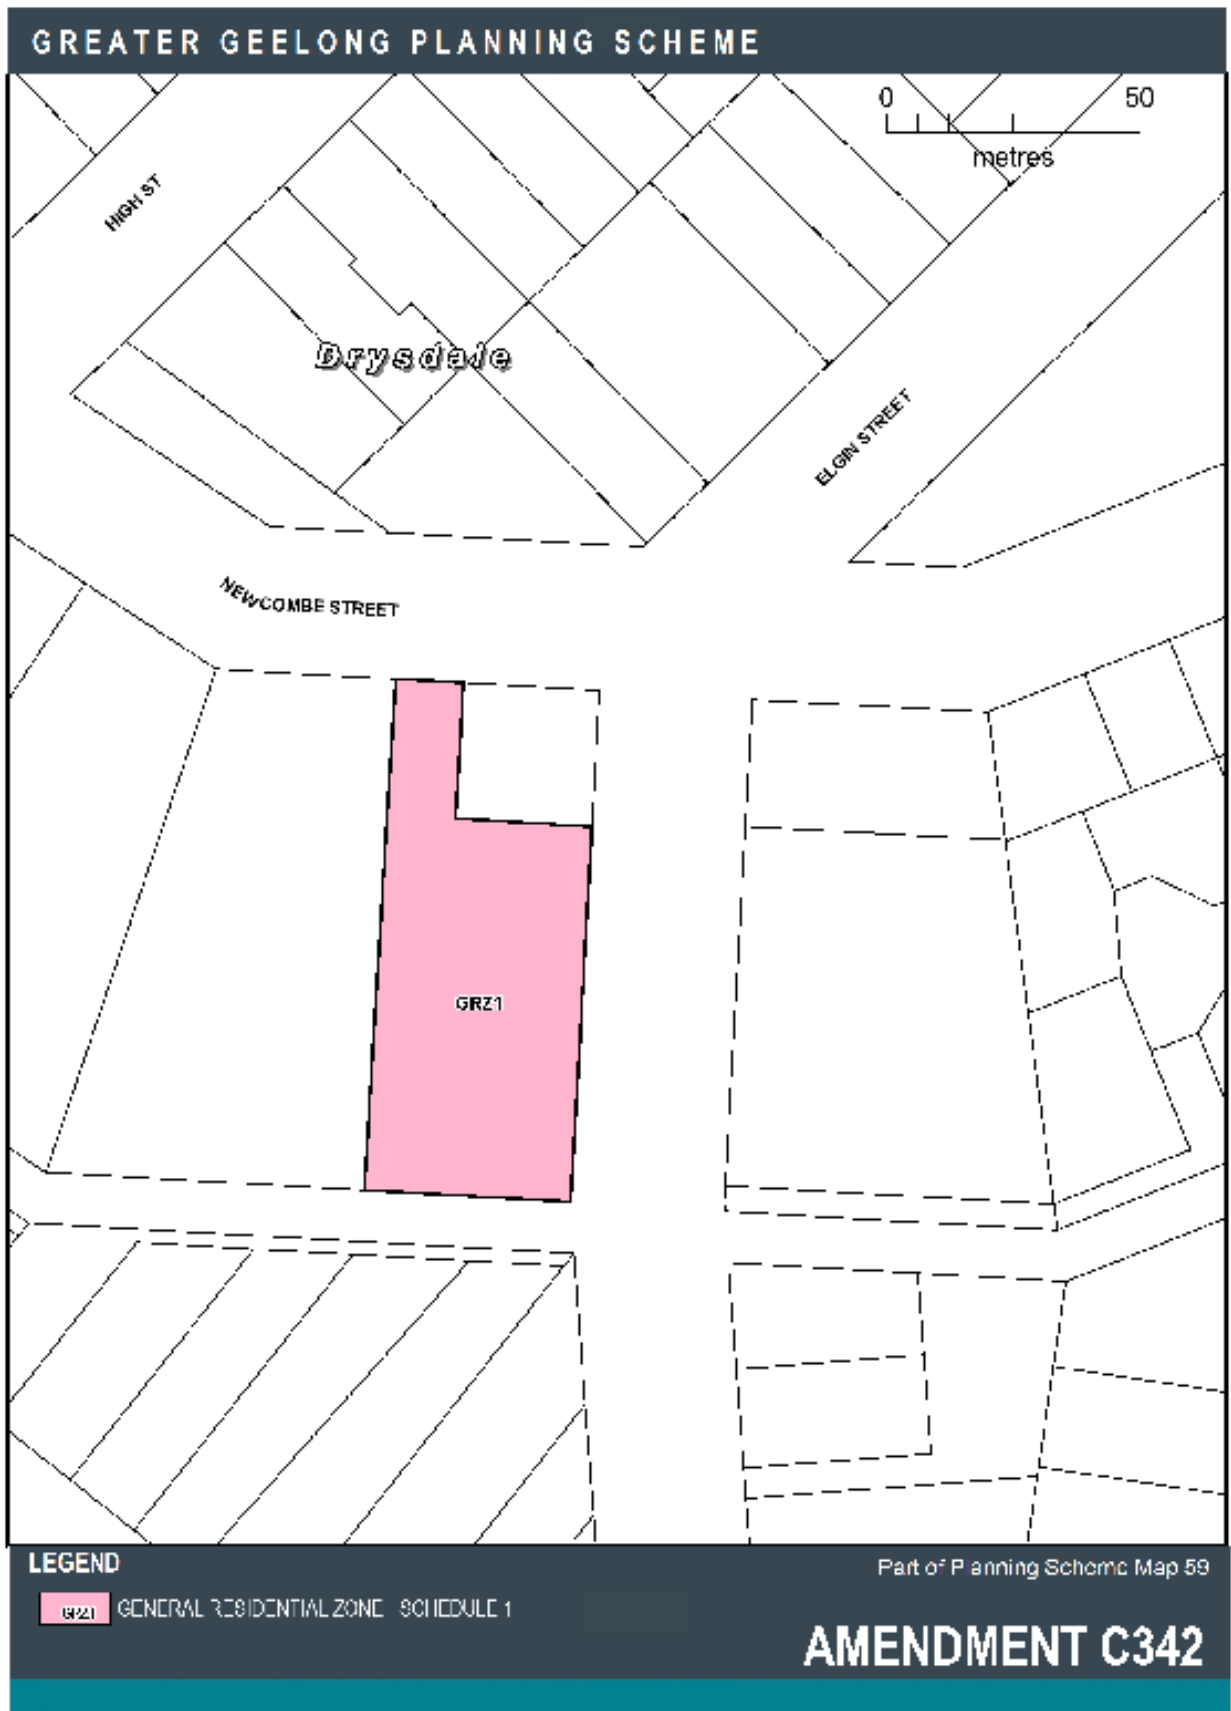 GREATER GEELONG PLANNING SCHEME
0 50
metres
HIGH ST
Drysdale
ELGIN STREET
NEWCOMBE STREET
GRZ1
LEGEND
Part of Planning Scheme Map 59
GRZ1 GENERAL RESIDENTIAL ZONE SCHEDULE 1
AMENDMENT C342